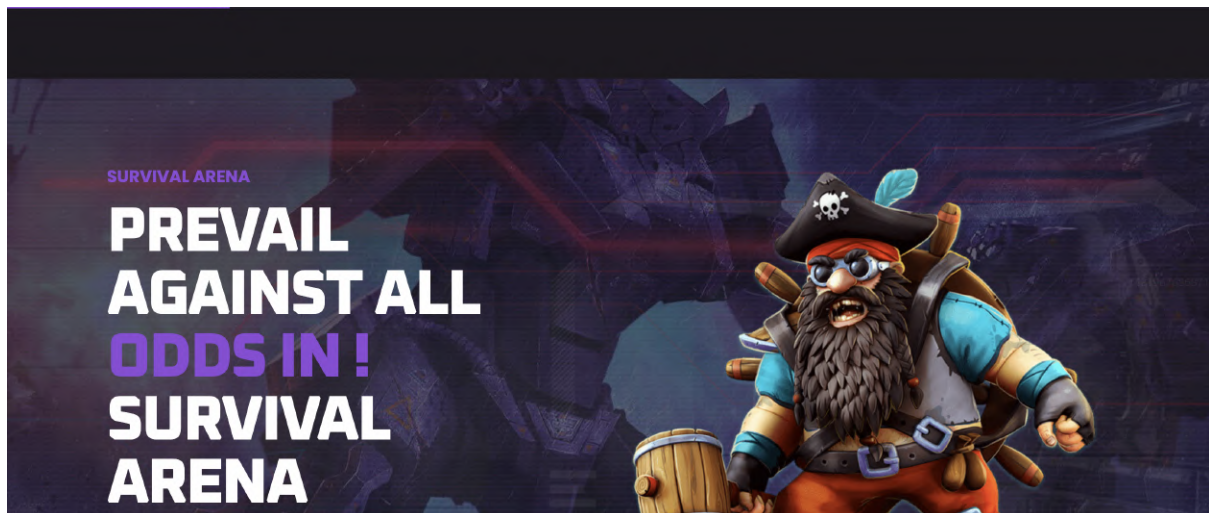 SURVIVAL ARENA
PREVAIL
AGAINST ALL
ODDS IN !
SURVIVAL
ARENA